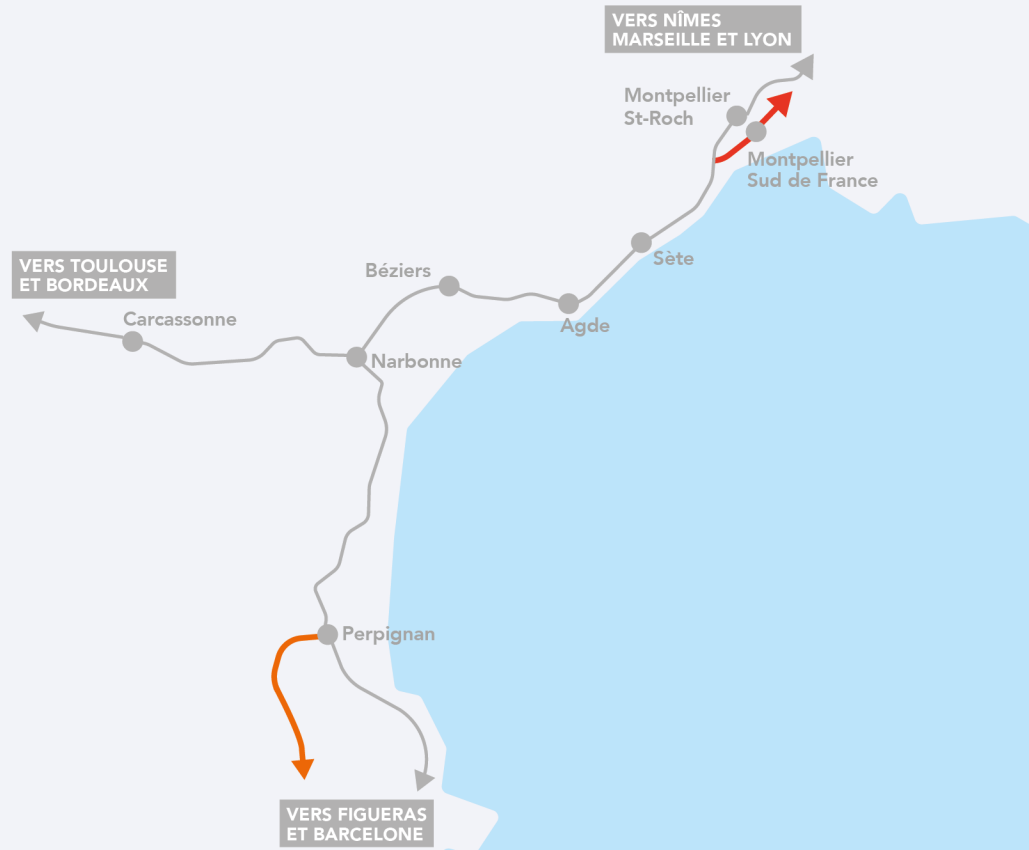 VERS NÎMES
MARSEILLE ET LYON
Montpellier
St-Roch
Montpellier
Sud de France
Sète
VERS TOULOUSE
ET BORDEAUX
Béziers
Carcassonne
Agde
Narbonne
Perpignan
VERS FIGUERAS
ET BARCELONE